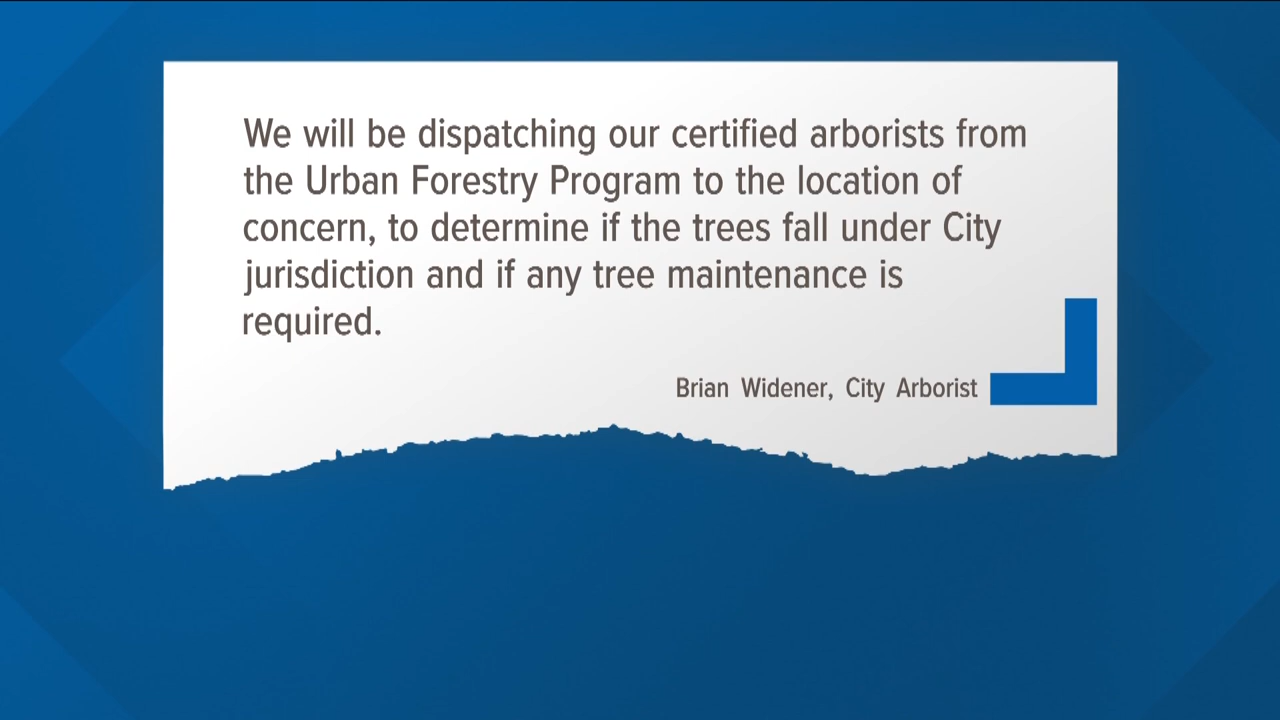 We will be dispatching our certified arborists from
the Urban Forestry Program to the location of
concern, to determine if the trees fall under City
jurisdiction and if any tree maintenance is
required.
Brian Widener, City Arborist